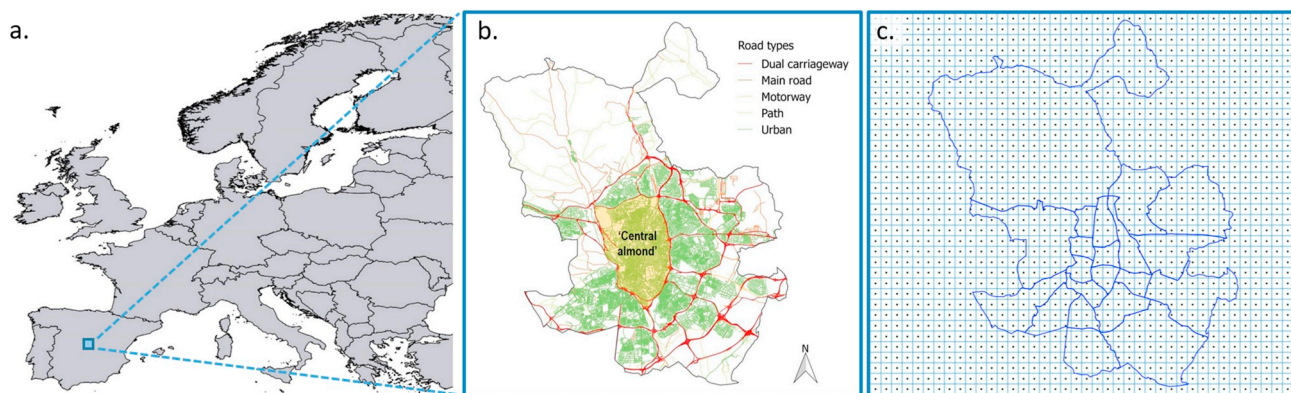 a.
b.
Road types
Dual carriageway
Main road
Motorway
Path
Urban
'Central
almond'
N
c.